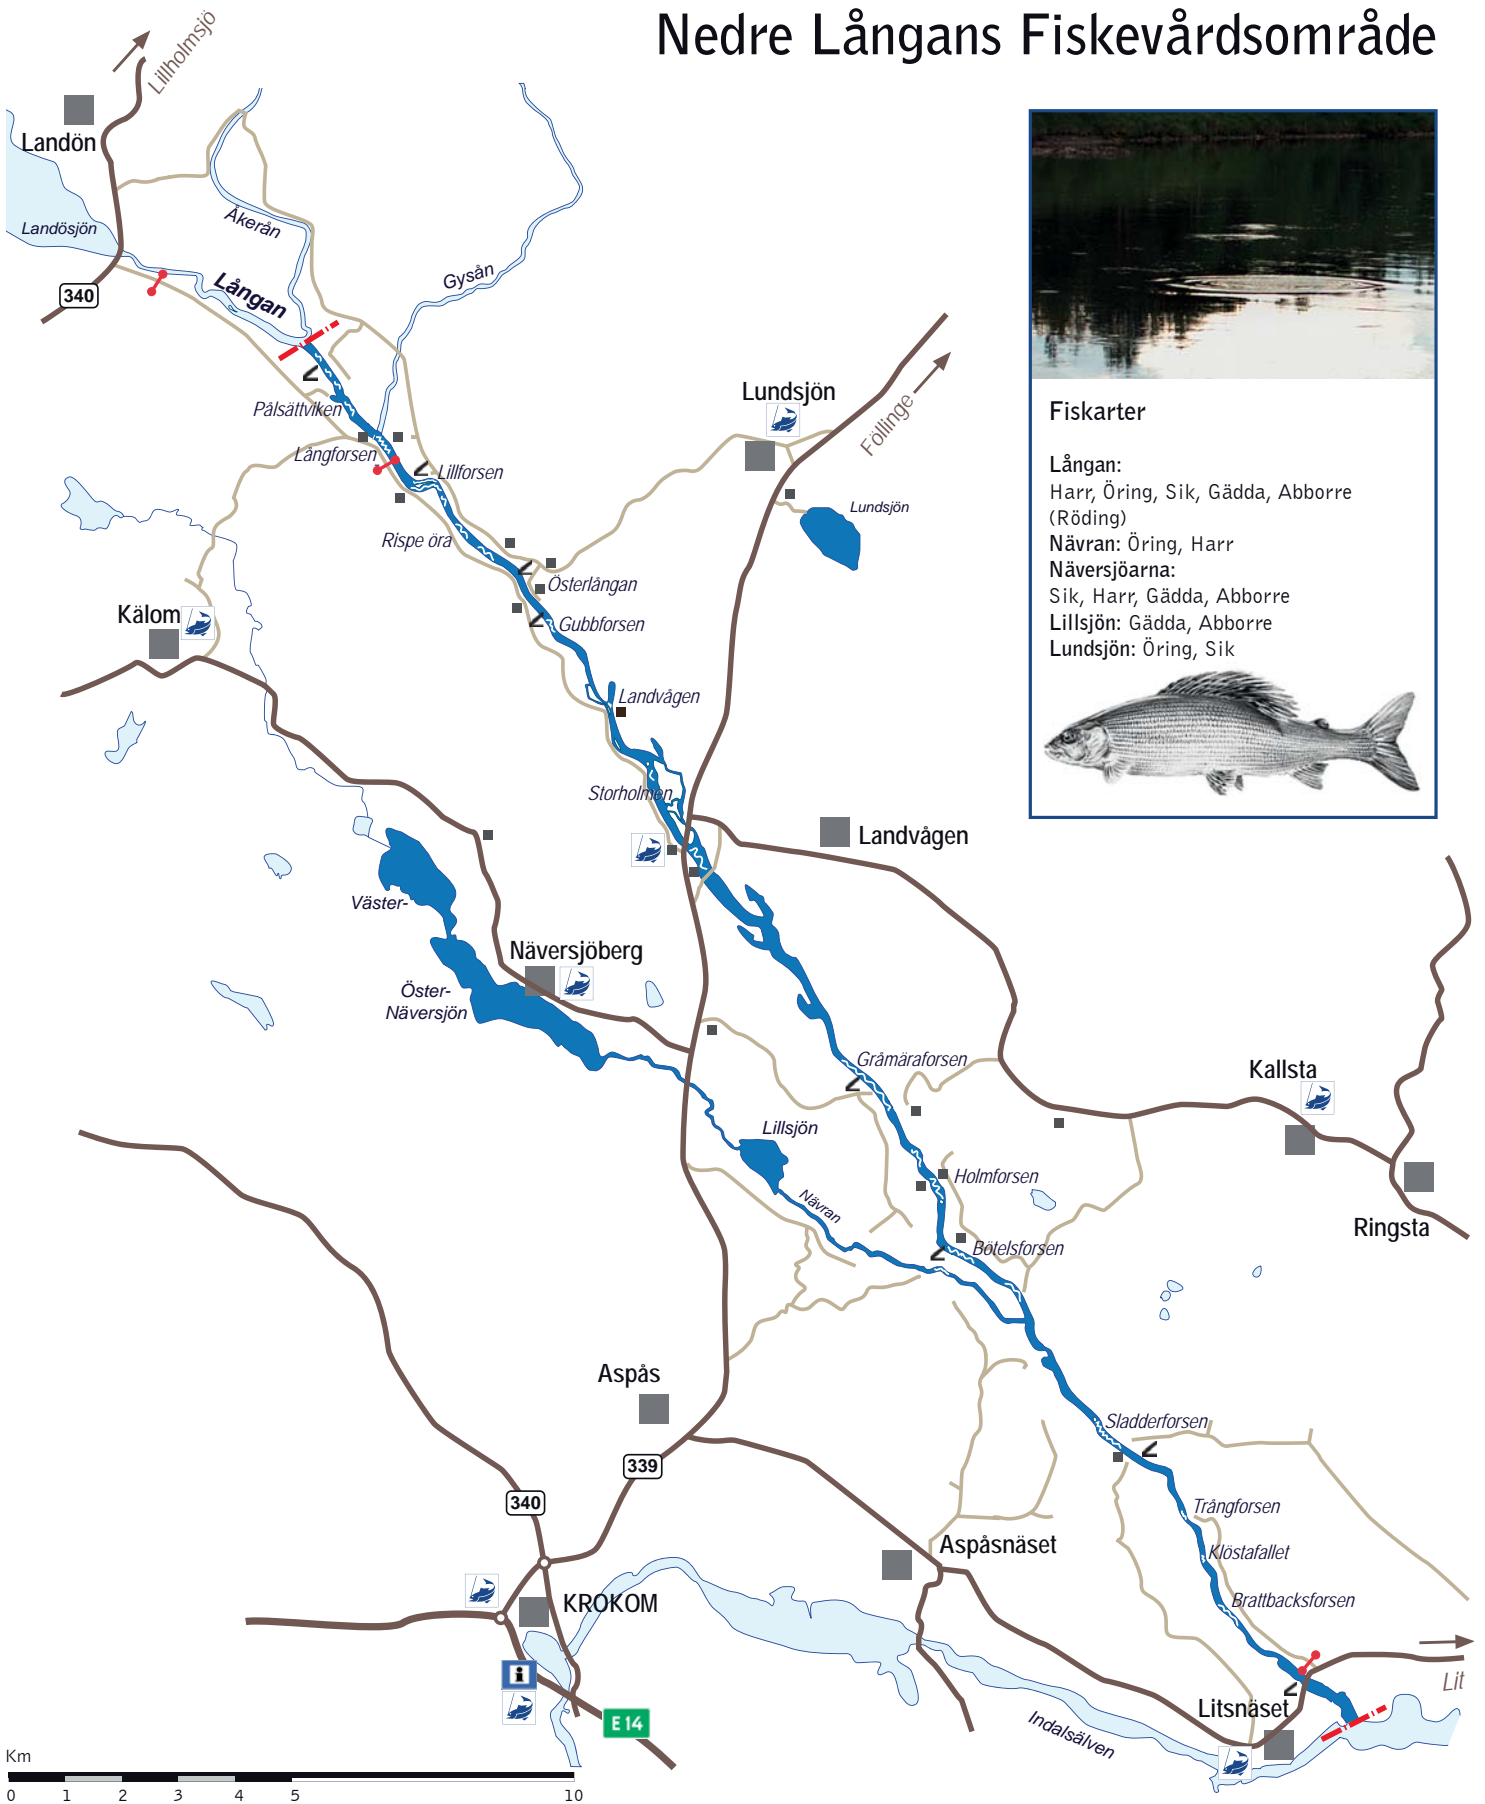 Nedre Långans Fiskevårdsområde
Lillholmsjö
Landön
Landösjön
Åkerån
Långan
Gysån
340
Pålsättviken
Långforsen
Lillforsen
Rispe öra
Österlångan
Gubbforsen
Landvågen
Storholmen
Lundsjön
Föllinge
Lundsjön
Fiskarter
Långan:
Harr, Öring, Sik, Gädda, Abborre
(Röding)
Nävran: Öring, Harr
Näversjöarna:
Sik, Harr, Gädda, Abborre
Lillsjön: Gädda, Abborre
Lundsjön: Öring, Sik
Kälom
Landvågen
Väster-
Öster-
Näversjön
Näversjöberg
Gråmäraforsen
Kallsta
Ringsta
Lillsjön
Nävran
Holmforsen
Bötelsforsen
Aspås
339
340
Sladderforsen
Trångforsen
Klöstafallet
Brattbacksforsen
Aspåsnäset
KROKOM
i
E 14
Indalsälven
Litsnäset
Lit
Km
0 1 2 3 4 5 10